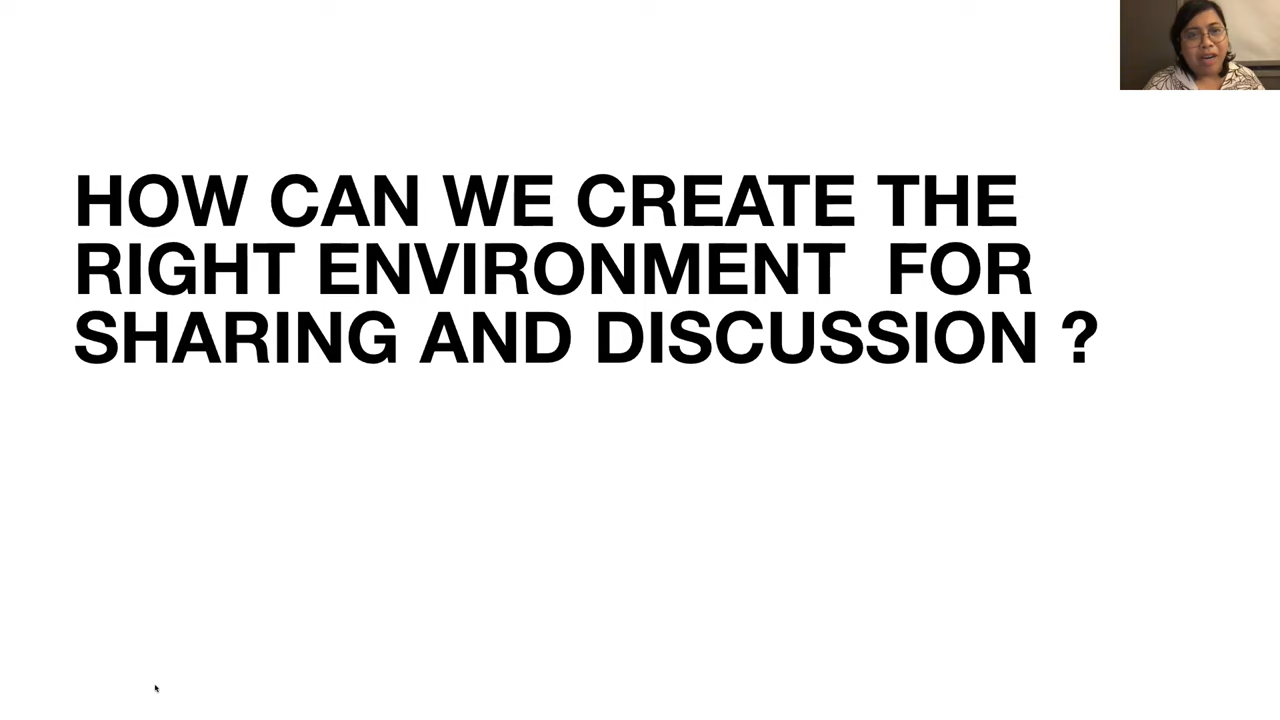 HOW CAN WE CREATE THE
RIGHT ENVIRONMENT  FOR
SHARING AND DISCUSSION ?